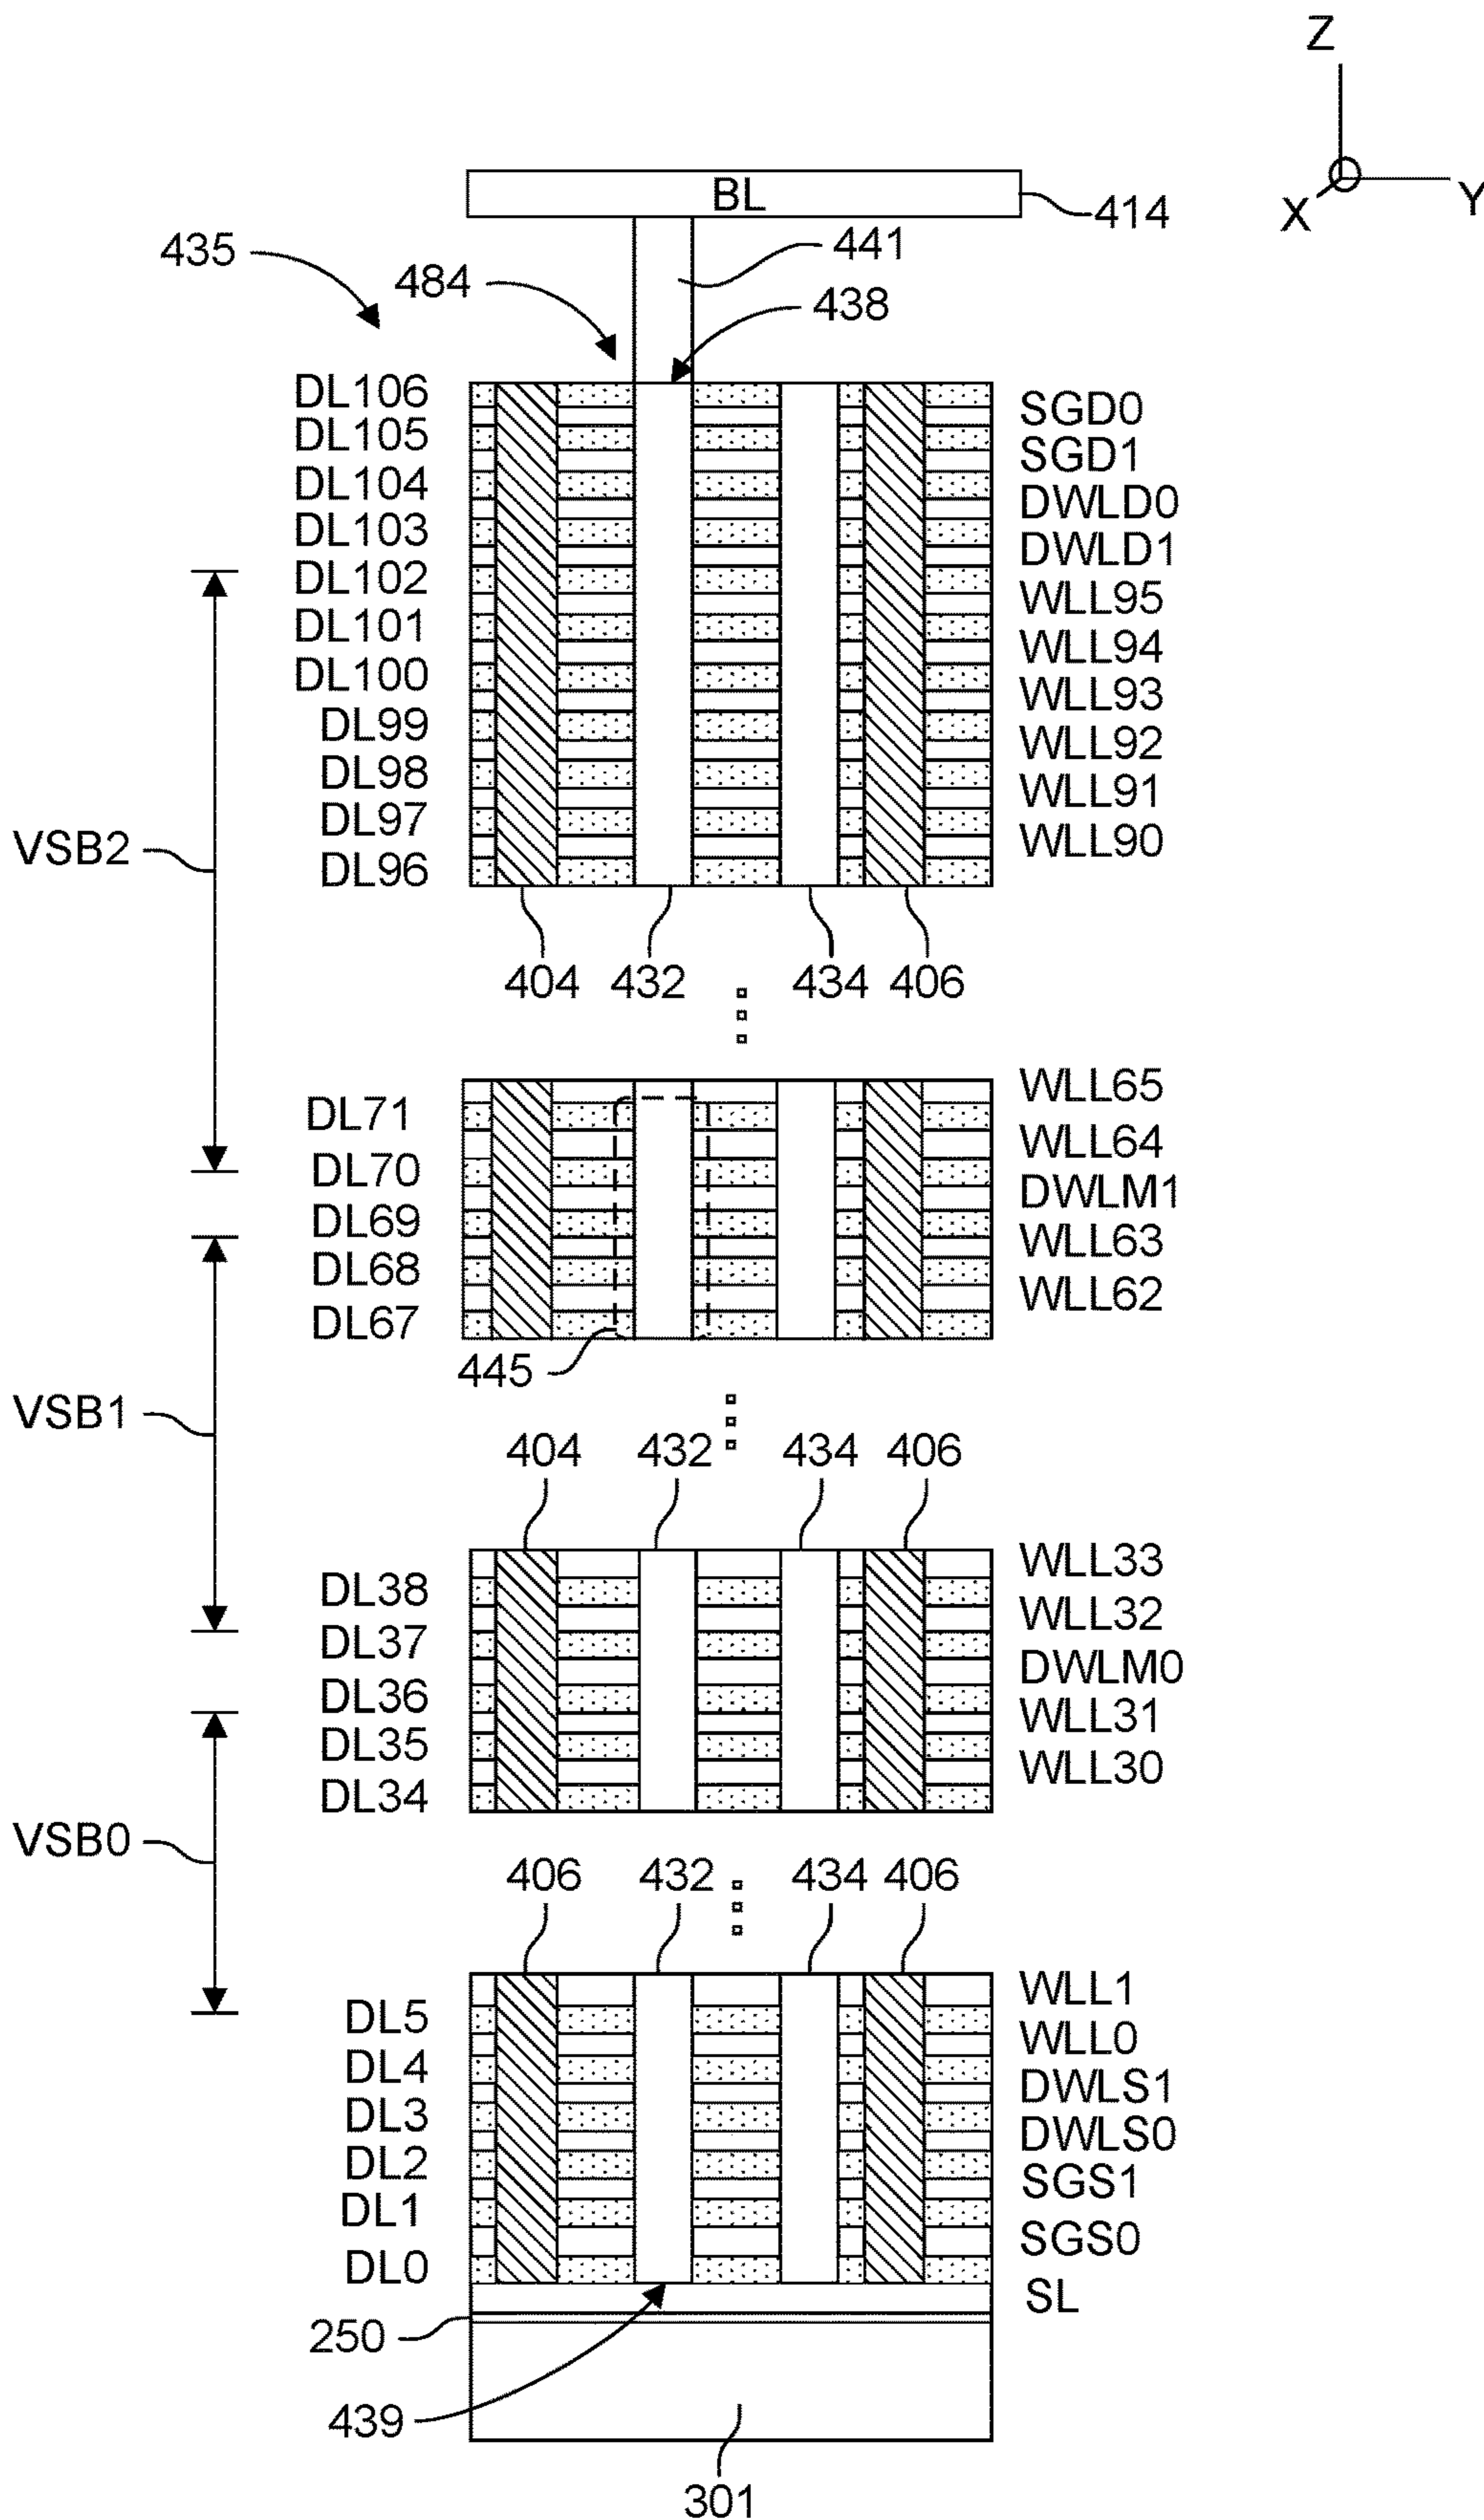 Z
BL
414
X
Y
435
484
441
438
DL106
SGD0
DL105
SGD1
DL104
DWLD0
DL103
DWLD1
DL102
WLL95
DL101
WLL94
DL100
WLL93
DL99
WLL92
DL98
WLL91
DL97
WLL90
VSB2
DL96
404
432
434
406
WLL65
DL71
WLL64
DL70
DWLM1
DL69
WLL63
DL68
WLL62
DL67
445
VSB1
404
432
434
406
WLL33
DL38
WLL32
DL37
DWLM0
DL36
WLL31
DL35
WLL30
DL34
VSB0
406
432
434
406
WLL1
DL5
WLL0
DL4
DWLS1
DL3
DWLS0
DL2
SGS1
DL1
SGS0
DL0
SL
250
439
301